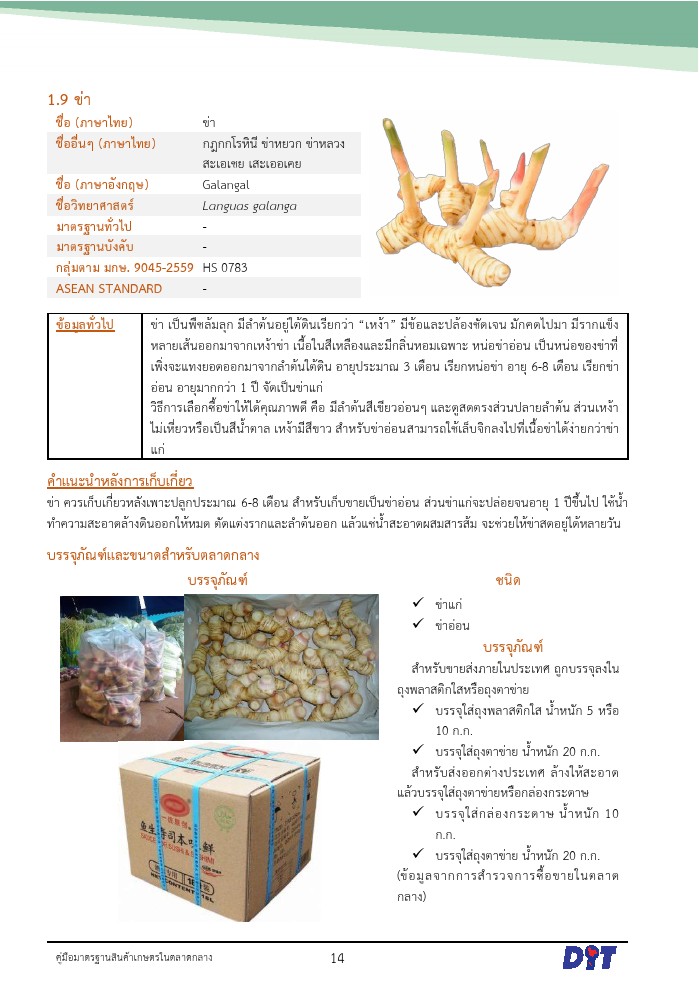 1.9 ข่า
ชื่อ (ภาษาไทย) ข่า
ชื่ออื่นๆ (ภาษาไทย) กฎุกกโรหินี ข่าหยวก ข่าหลวง
สะเอเชย เสะเออเคย
ชื่อ (ภาษาอังกฤษ) Galangal
ชื่อวิทยาศาสตร์ Languas galanga
มาตรฐานทั่วไป -
มาตรฐานบังคับ -
กลุ่มตาม มกษ. 9045-2559 HS 0783
ASEAN STANDARD -
ข้อมูลทั่วไป
ข่า เป็นพืชล้มลุก มีลำต้นอยู่ใต้ดินเรียกว่า “เหง้า” มีข้อและปล้องชัดเจน มักคดไปมา มีรากแข็ง
หลายเส้นออกมาจากเหง้าข่า เนื้อในสีเหลืองและมีกลิ่นหอมเฉพาะ หน่อข่าอ่อน เป็นหน่อของข่าที่
เพิ่งจะแทงยอดออกมาจากลำต้นใต้ดิน อายุประมาณ 3 เดือน เรียกหน่อข่า อายุ 6-8 เดือน เรียกข่า
อ่อน อายุมากกว่า 1 ปี จัดเป็นข่าแก่
วิธีการเลือกซื้อข่าให้ได้คุณภาพดี คือ มีลำต้นสีเขียวอ่อนๆ และดูสดตรงส่วนปลายลำต้น ส่วนเหง้า
ไม่เหี่ยวหรือเป็นสีน้ำตาล เหง้ามีสีขาว สำหรับข่าอ่อนสามารถใช้เล็บจิกลงไปที่เนื้อข่าได้ง่ายกว่าข่า
แก่
คำแนะนำหลังการเก็บเกี่ยว
ข่า ควรเก็บเกี่ยวหลังเพาะปลูกประมาณ 6-8 เดือน สำหรับเก็บขายเป็นข่าอ่อน ส่วนข่าแก่จะปล่อยจนอายุ 1 ปีขึ้นไป ใช้น้ำ
ทำความสะอาดล้างดินออกให้หมด ตัดแต่งรากและลำต้นออก แล้วแช่น้ำสะอาดผสมสารส้ม จะช่วยให้ข่าสดอยู่ได้หลายวัน
บรรจุภัณฑ์และขนาดสำหรับตลาดกลาง
บรรจุภัณฑ์
ชนิด
✓ ข่าแก่
✓ ข่าอ่อน
บรรจุภัณฑ์
สำหรับขายส่งภายในประเทศ ถูกบรรจุลงใน
ถุงพลาสติกใสหรือถุงตาข่าย
✓ บรรจุใส่ถุงพลาสติกใส น้ำหนัก 5 หรือ
10 ก.ก.
✓ บรรจุใส่ถุงตาข่าย น้ำหนัก 20 ก.ก.
สำหรับส่งออกต่างประเทศ ล้างให้สะอาด
แล้วบรรจุใส่ถุงตาข่ายหรือกล่องกระดาษ
✓ บรรจุใส่กล่องกระดาษ น้ำหนัก 10
ก.ก.
✓ บรรจุใส่ถุงตาข่าย น้ำหนัก 20 ก.ก.
(ข้อมูลจากการสำรวจการซื้อขายในตลาด
กลาง)
คู่มือมาตรฐานสินค้าเกษตรในตลาดกลาง 14 DIT